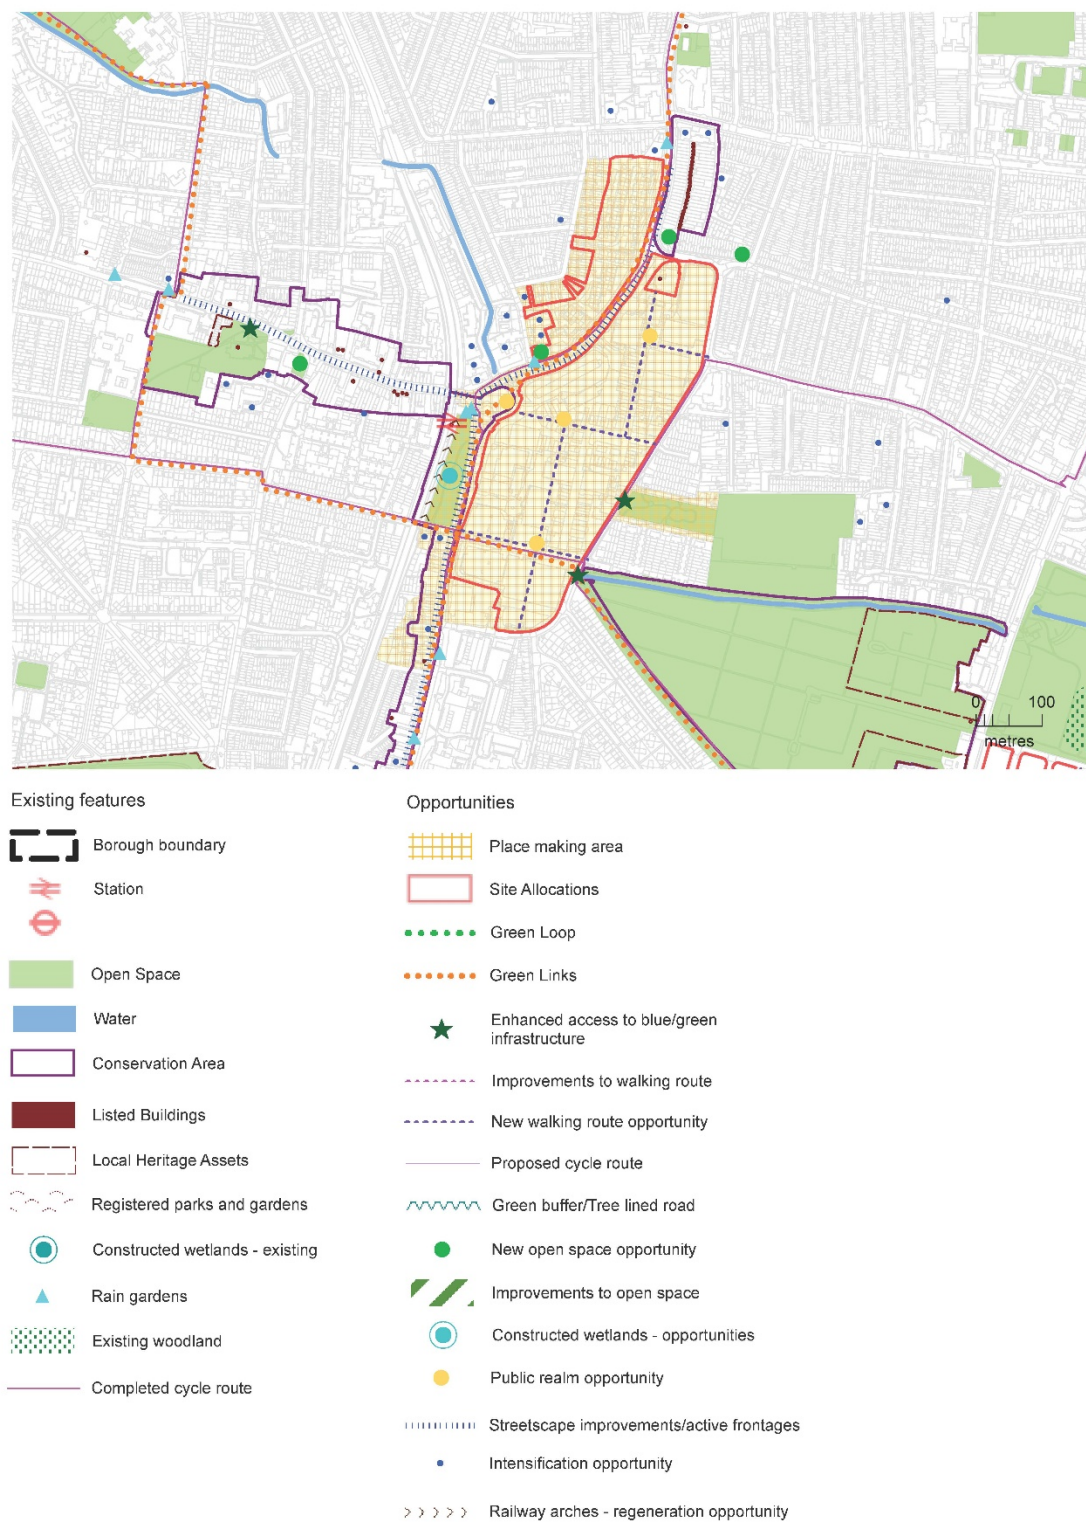 0 100
metres
Existing features
Borough boundary
Station
Open Space
Water
Conservation Area
Listed Buildings
Local Heritage Assets
Registered parks and gardens
Constructed wetlands - existing
Rain gardens
Existing woodland
Completed cycle route
Opportunities
Place making area
Site Allocations
Green Loop
Green Links
Enhanced access to blue/green
infrastructure
Improvements to walking route
New walking route opportunity
Proposed cycle route
Green buffer/Tree lined road
New open space opportunity
Improvements to open space
Constructed wetlands - opportunities
Public realm opportunity
Streetscape improvements/active frontages
Intensification opportunity
Railway arches - regeneration opportunity